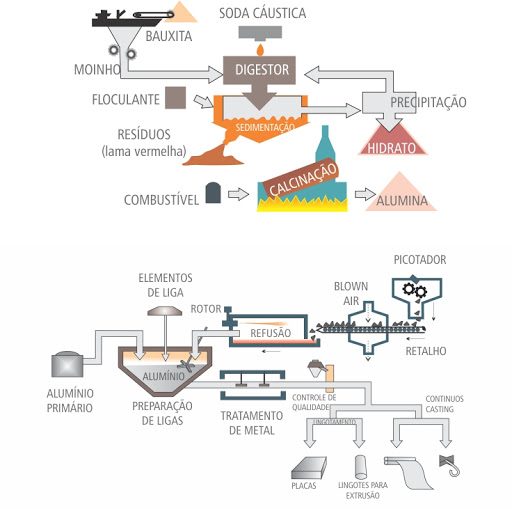 SODA CÁUSTICA
BAUXITA
MOINHO
DIGESTOR
FLOCULANTE
PRECIPITAÇÃO
SEDIMENTAÇÃO
RESÍDUOS
(lama vermelha)
HIDRATO
CALCINAÇÃO
COMBUSTÍVEL
ALUMINA
PICOTADOR
ELEMENTOS
DE LIGA
BLOWN
AIR
ROTOR
REFUSÃO
RETALHO
ALUMÍNIO
ALUMÍNIO
PRIMÁRIO
PREPARAÇÃO
DE LIGAS
TRATAMENTO
DE METAL
CONTROLE DE
QUALIDADE
CONTINUOS
CASTING
LINGOTAMENTO
PLACAS
LINGOTES PARA
EXTRUSÃO